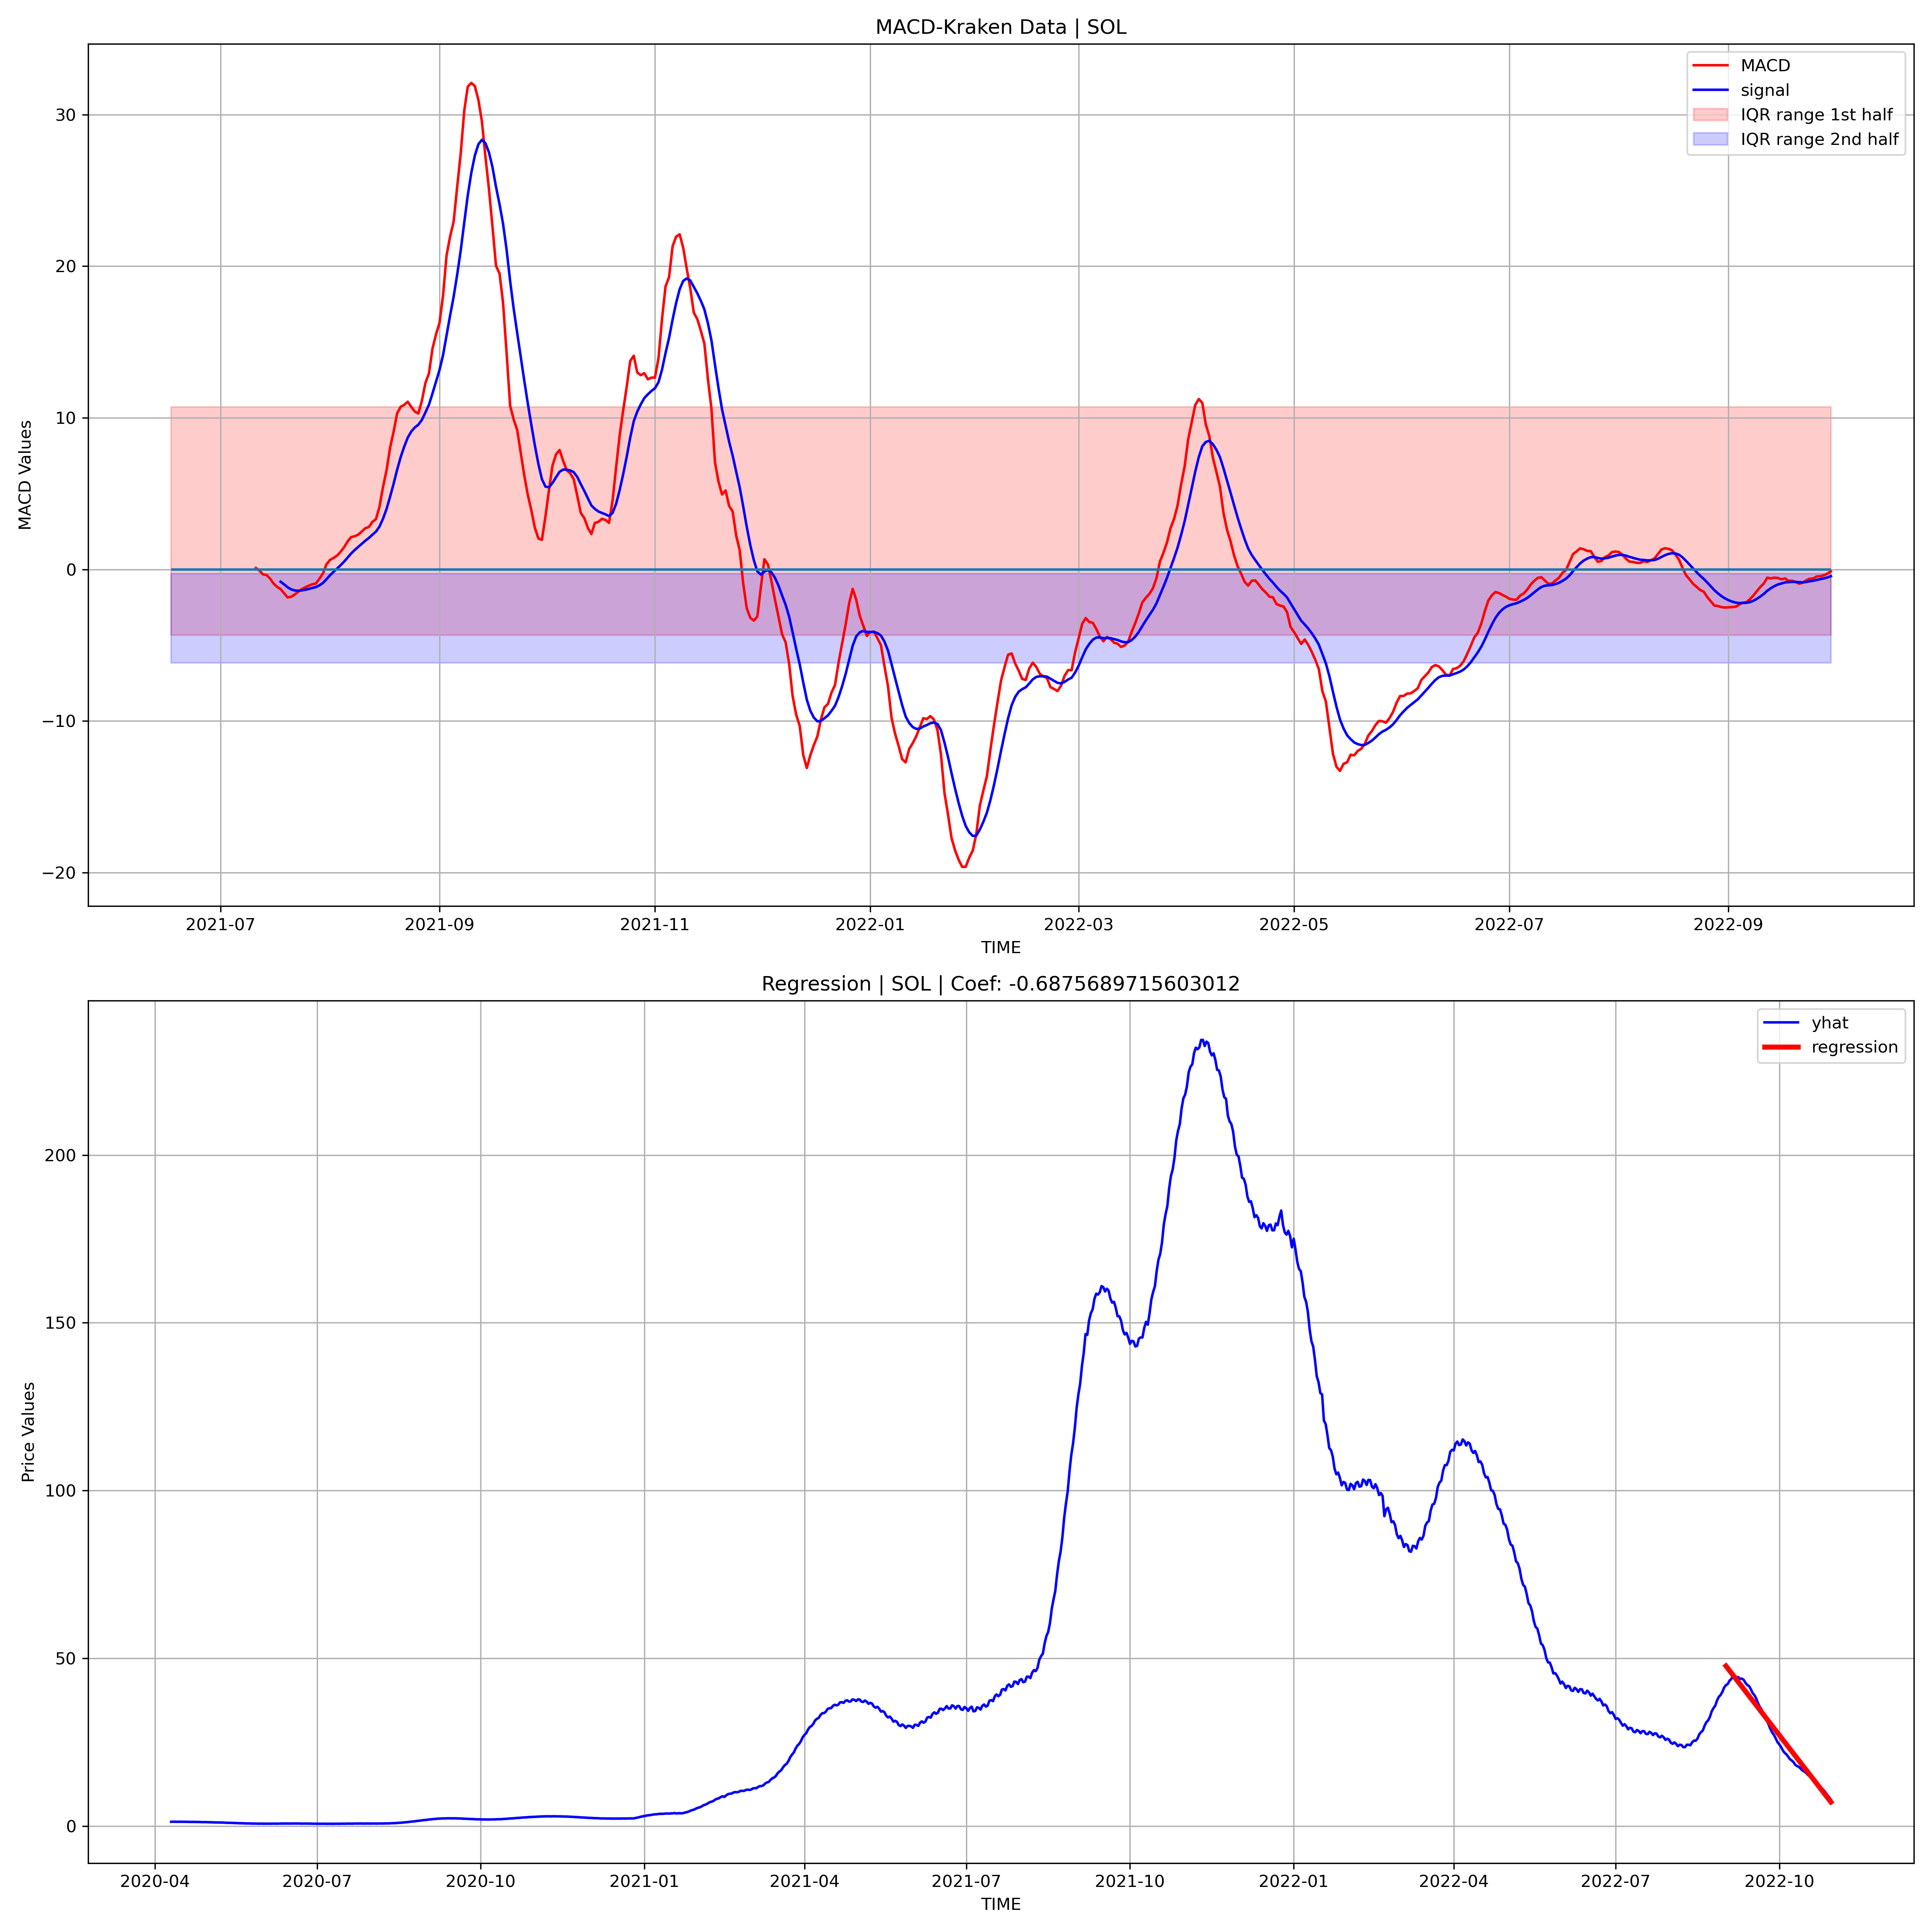 MACD-Kraken Data | SOL
MACD
signal
IQR range 1st half
IQR range 2nd half
MACD Values
30
20
10
0
−10
−20
2021-07 2021-09 2021-11 2022-01 2022-03 2022-05 2022-07 2022-09
TIME
Regression | SOL | Coef: -0.6875689715603012
yhat
regression
Price Values
200
150
100
50
0
2020-04 2020-07 2020-10 2021-01 2021-04 2021-07 2021-10 2022-01 2022-04 2022-07 2022-10
TIME